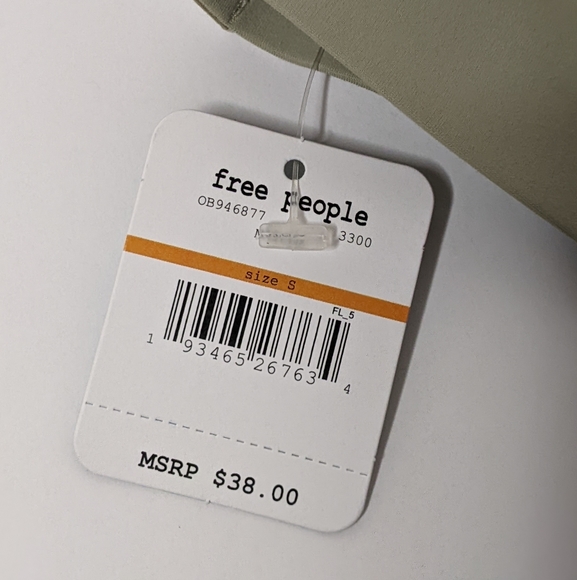 free people
OB946877
3300
size S
FL_5
1 93465 26763 4
MSRP $38.00